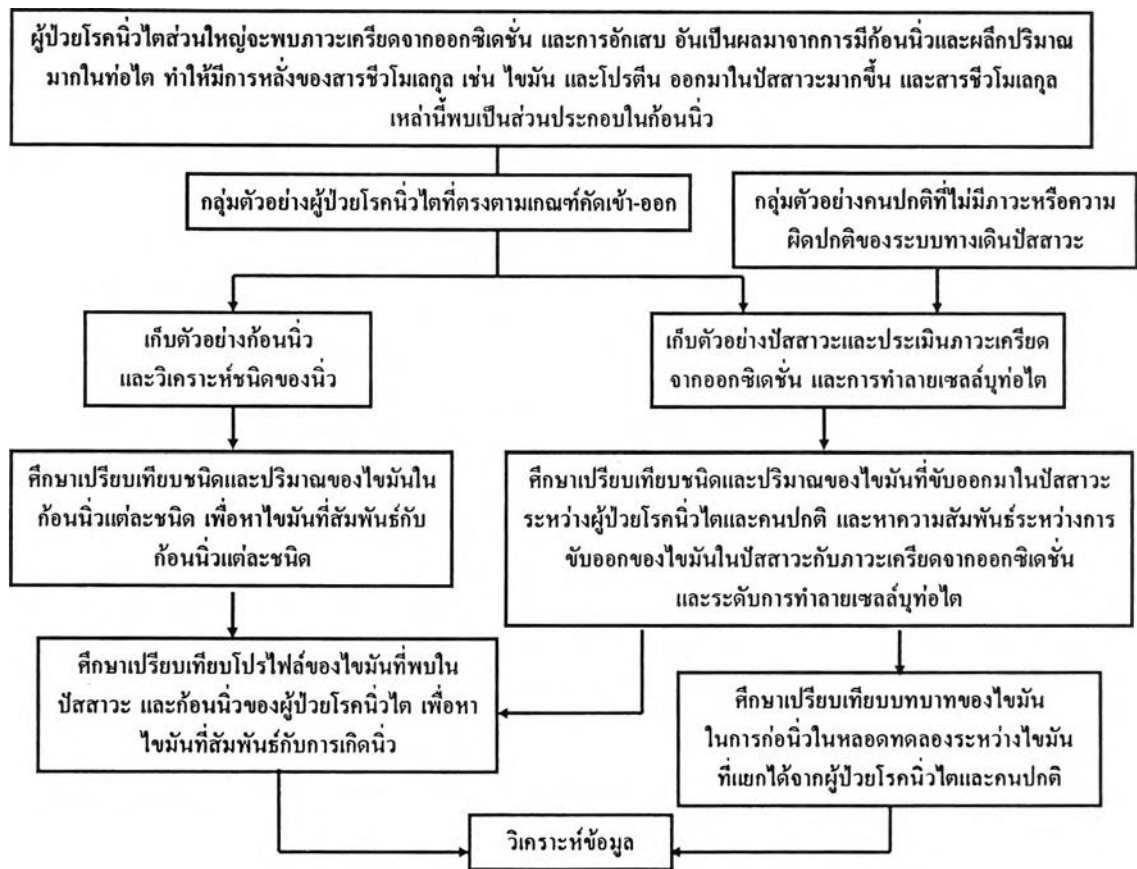 ผู้ป่วยโรคนิ่วไตส่วนใหญ่จะพบภาวะเครียดจากออกซิเดชั่น และการอักเสบ อันเป็นผลมาจากการมีก้อนนิ่วและผลึกปริมาณ
มากในท่อไต ทำให้มีการหลั่งของสารชีวโมเลกุล เช่น ไขมัน และโปรตีน ออกมาในปัสสาวะมากขึ้น และสารชีวโมเลกุล
เหล่านี้พบเป็นส่วนประกอบในก้อนนิ่ว
กลุ่มตัวอย่างผู้ป่วยโรคนิ่วไตที่ตรงตามเกณฑ์คัดเข้า-ออก
กลุ่มตัวอย่างคนปกติที่ไม่มีภาวะหรือความ
ผิดปกติของระบบทางเดินปัสสาวะ
เก็บตัวอย่างก้อนนิ่ว
และวิเคราะห์ชนิดของนิ่ว
เก็บตัวอย่างปัสสาวะและประเมินภาวะเครียด
จากออกซิเดชั่น และการทำลายเซลล์บุท่อไต
ศึกษาเปรียบเทียบชนิดและปริมาณของไขมันใน
ก้อนนิ่วแต่ละชนิด เพื่อหาไขมันที่สัมพันธ์กับ
ก้อนนิ่วแต่ละชนิด
ศึกษาเปรียบเทียบชนิดและปริมาณของไขมันที่ขับออกมาในปัสสาวะ
ระหว่างผู้ป่วยโรคนิ่วไตและคนปกติ และหาความสัมพันธ์ระหว่างการ
ขับออกของไขมันในปัสสาวะกับภาวะเครียดจากออกซิเดชั่น
และระดับการทำลายเซลล์บุท่อไต
ศึกษาเปรียบเทียบโปรไฟล์ของไขมันที่พบใน
ปัสสาวะ และก้อนนิ่วของผู้ป่วยโรคนิ่วไต เพื่อหา
ไขมันที่สัมพันธ์กับการเกิดนิ่ว
ศึกษาเปรียบเทียบบทบาทของไขมัน
ในการก่อนิ่วในหลอดทดลองระหว่างไขมัน
ที่แยกได้จากผู้ป่วยโรคนิ่วไตและคนปกติ
วิเคราะห์ข้อมูล